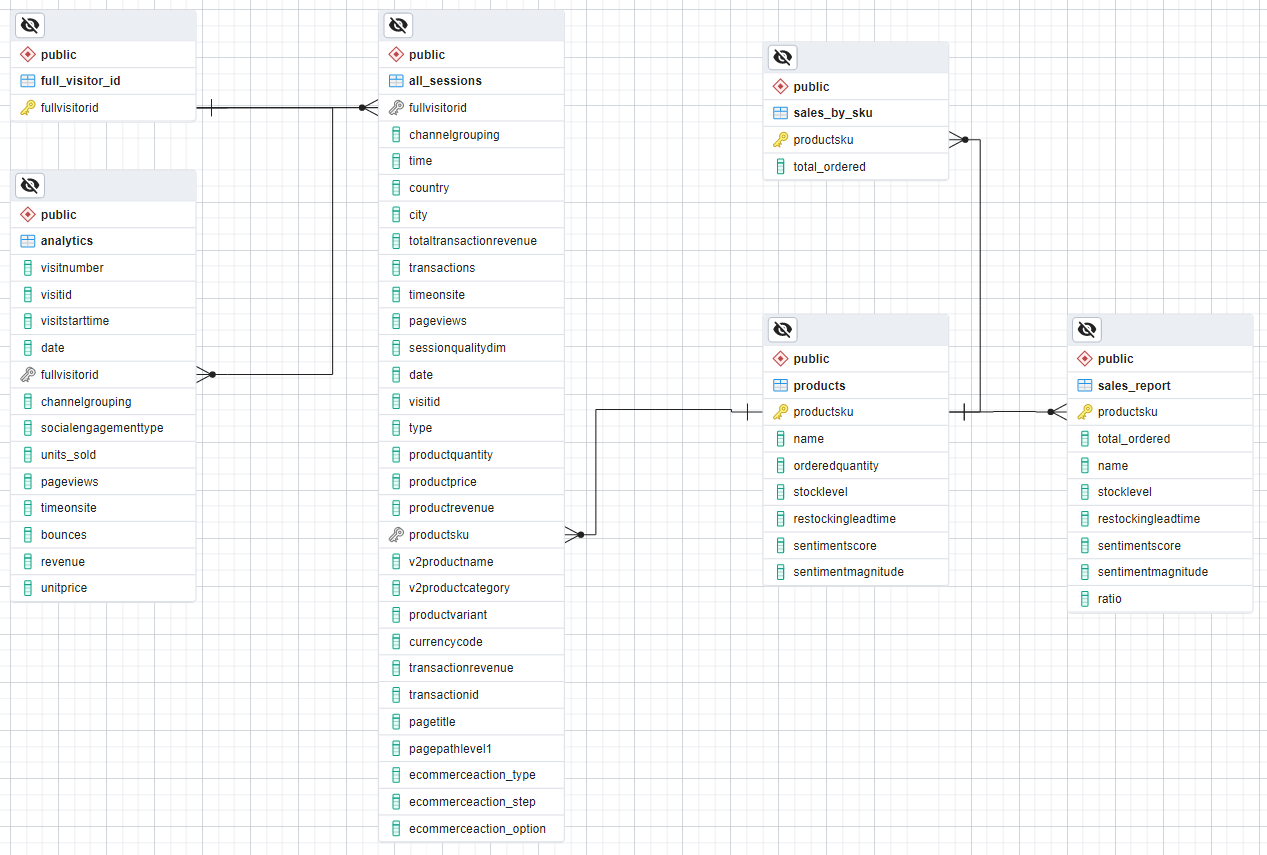 public
full_visitor_id
fullvisitorid
public
analytics
visitnumber
visitid
visitstarttime
date
fullvisitorid
channelgrouping
socialengagementtype
units_sold
pageviews
timeonsite
bounces
revenue
unitprice
public
all_sessions
fullvisitorid
channelgrouping
time
country
city
totaltransactionrevenue
transactions
timeonsite
pageviews
sessionqualitydim
date
visitid
type
productquantity
productprice
productrevenue
productsku
v2productname
v2productcategory
productvariant
currencycode
transactionrevenue
transactionid
pagetitle
pagepathlevel1
ecommerceaction_type
ecommerceaction_step
ecommerceaction_option
public
sales_by_sku
productsku
total_ordered
public
products
productsku
name
orderedquantity
stocklevel
restockingleadtime
sentimentscore
sentimentmagnitude
public
sales_report
productsku
total_ordered
name
stocklevel
restockingleadtime
sentimentscore
sentimentmagnitude
ratio